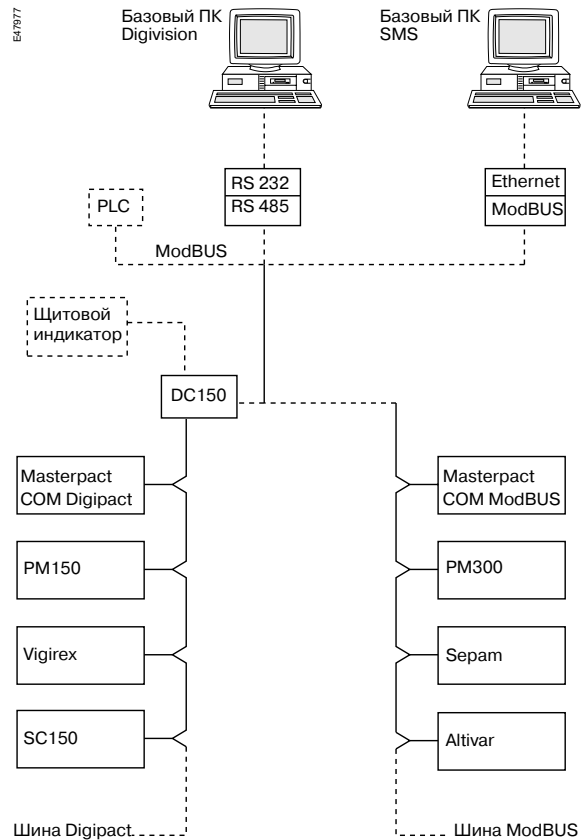 E47977
Базовый ПК
Digivision
Базовый ПК
SMS
RS 232
RS 485
Ethernet
ModBUS
PLC
ModBUS
Щитовой
индикатор
DC150
Masterpact
COM Digipact
Masterpact
COM ModBUS
PM150
PM300
Vigirex
Sepam
SC150
Altivar
Шина Digipact
Шина ModBUS